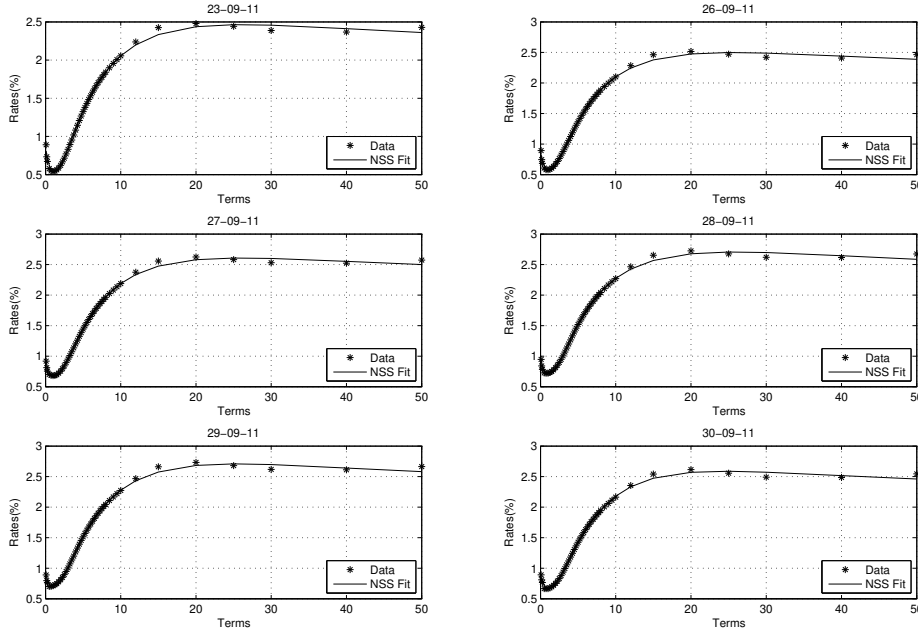 23-09-11
2.5
2
1.5
1
0.5
Rates(%)
0 10 20 30 40 50
Terms
Data
NSS Fit
26-09-11
3
2.5
2
1.5
1
0.5
Rates(%)
0 10 20 30 40 50
Terms
Data
NSS Fit
27-09-11
3
2.5
2
1.5
1
0.5
Rates(%)
0 10 20 30 40 50
Terms
Data
NSS Fit
28-09-11
3
2.5
2
1.5
1
0.5
Rates(%)
0 10 20 30 40 50
Terms
Data
NSS Fit
29-09-11
3
2.5
2
1.5
1
0.5
Rates(%)
0 10 20 30 40 50
Terms
Data
NSS Fit
30-09-11
3
2.5
2
1.5
1
0.5
Rates(%)
0 10 20 30 40 50
Terms
Data
NSS Fit